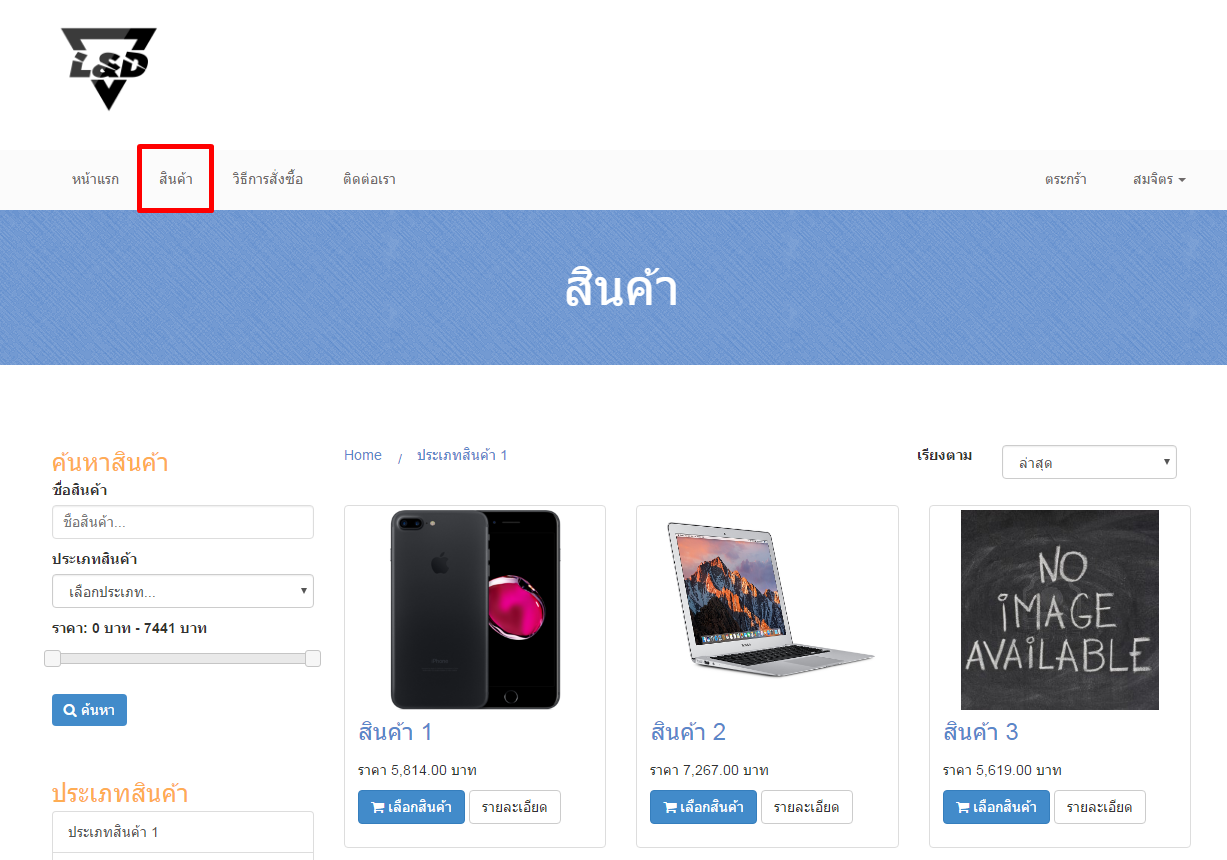 L&D
หน้าแรก สินค้า วิธีการสั่งซื้อ ติดต่อเรา ตระกร้า สมจิตร
สินค้า
ค้นหาสินค้า
ชื่อสินค้า
ชื่อสินค้า...
ประเภทสินค้า
เลือกประเภท...
ราคา: 0 บาท - 7441 บาท
ค้นหา
ประเภทสินค้า
ประเภทสินค้า 1
Home / ประเภทสินค้า 1
เรียงตาม ล่าสุด
สินค้า 1
ราคา 5,814.00 บาท
เลือกสินค้า รายละเอียด
สินค้า 2
ราคา 7,267.00 บาท
เลือกสินค้า รายละเอียด
NO
IMAGE
AVAILABLE
สินค้า 3
ราคา 5,619.00 บาท
เลือกสินค้า รายละเอียด